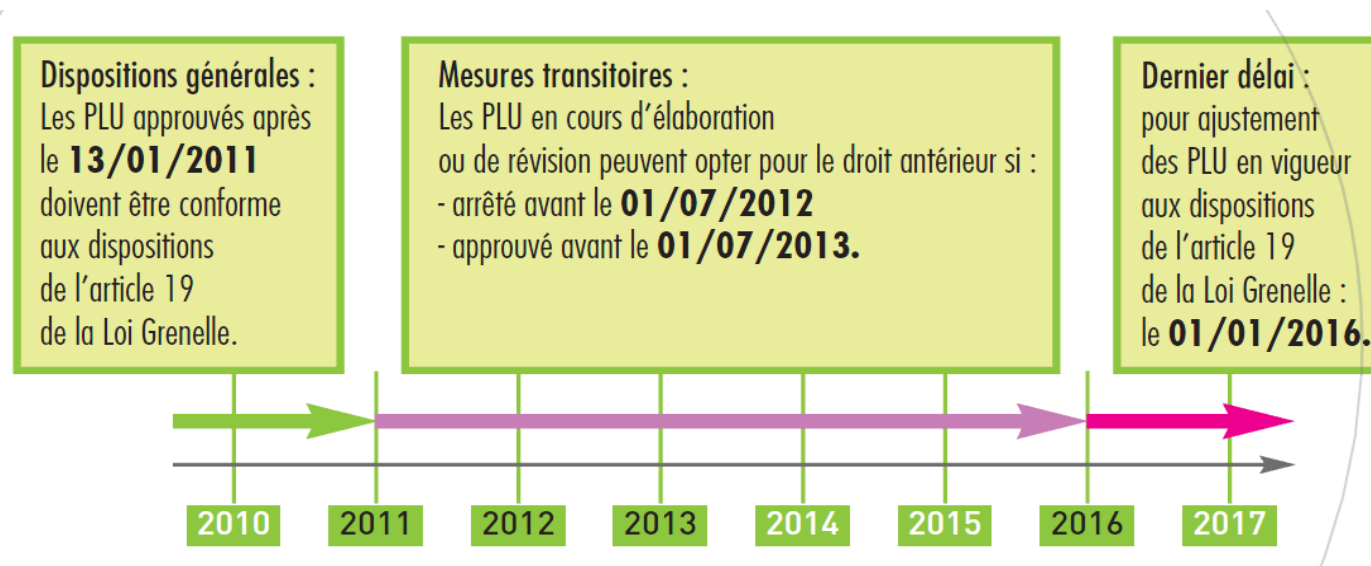 Dispositions générales :
Les PLU approuvés après
le 13/01/2011
doivent être conforme
aux dispositions
de l'article 19
de la Loi Grenelle.
Mesures transitoires :
Les PLU en cours d'élaboration
ou de révision peuvent opter pour le droit antérieur si :
- arrêté avant le 01/07/2012
- approuvé avant le 01/07/2013.
Dernier délai :
pour ajustement
des PLU en vigueur
aux dispositions
de l'article 19
de la Loi Grenelle :
le 01/01/2016.
2010 2011 2012 2013 2014 2015 2016 2017